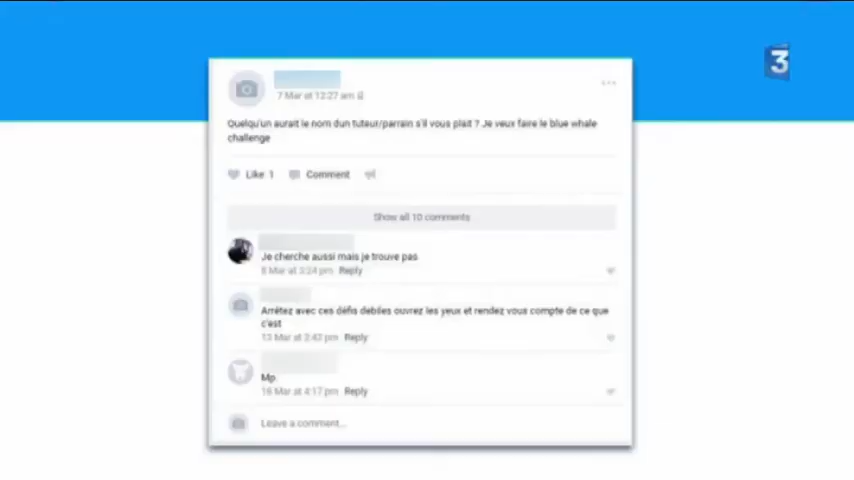 3
7 Mar at 12:27 am
Quelqu'un aurait le nom dun tuteur/parrain s'il vous plait ? Je veux faire le blue whale
challenge
Like 1 Comment
Show all 10 comments
Je cherche aussi mais je trouve pas
8 Mar at 3:24 pm Reply
Arrêtez avec ces défis debiles ouvrez les yeux et rendez vous compte de ce que
c'est
13 Mar at 3:43 pm Reply
Mp
16 Mar at 4:17 pm Reply
Leave a comment...